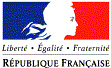 Liberté • Égalité • Fraternité
RÉPUBLIQUE FRANÇAISE